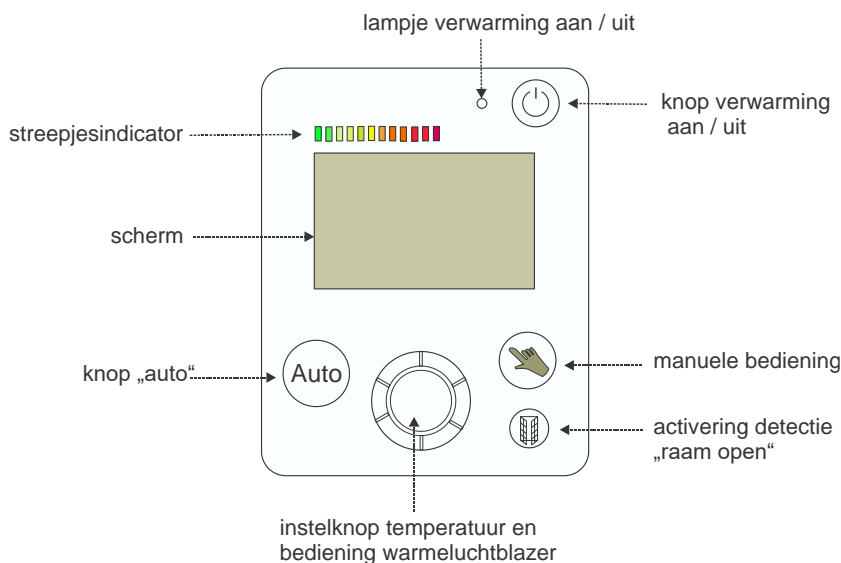 lampje verwarming aan / uit
knop verwarming
aan / uit
streepjesindicator
scherm
knop „auto“
Auto
manuele bediening
activering detectie
„raam open“
instelknop temperatuur en
bediening warmeluchtblazer